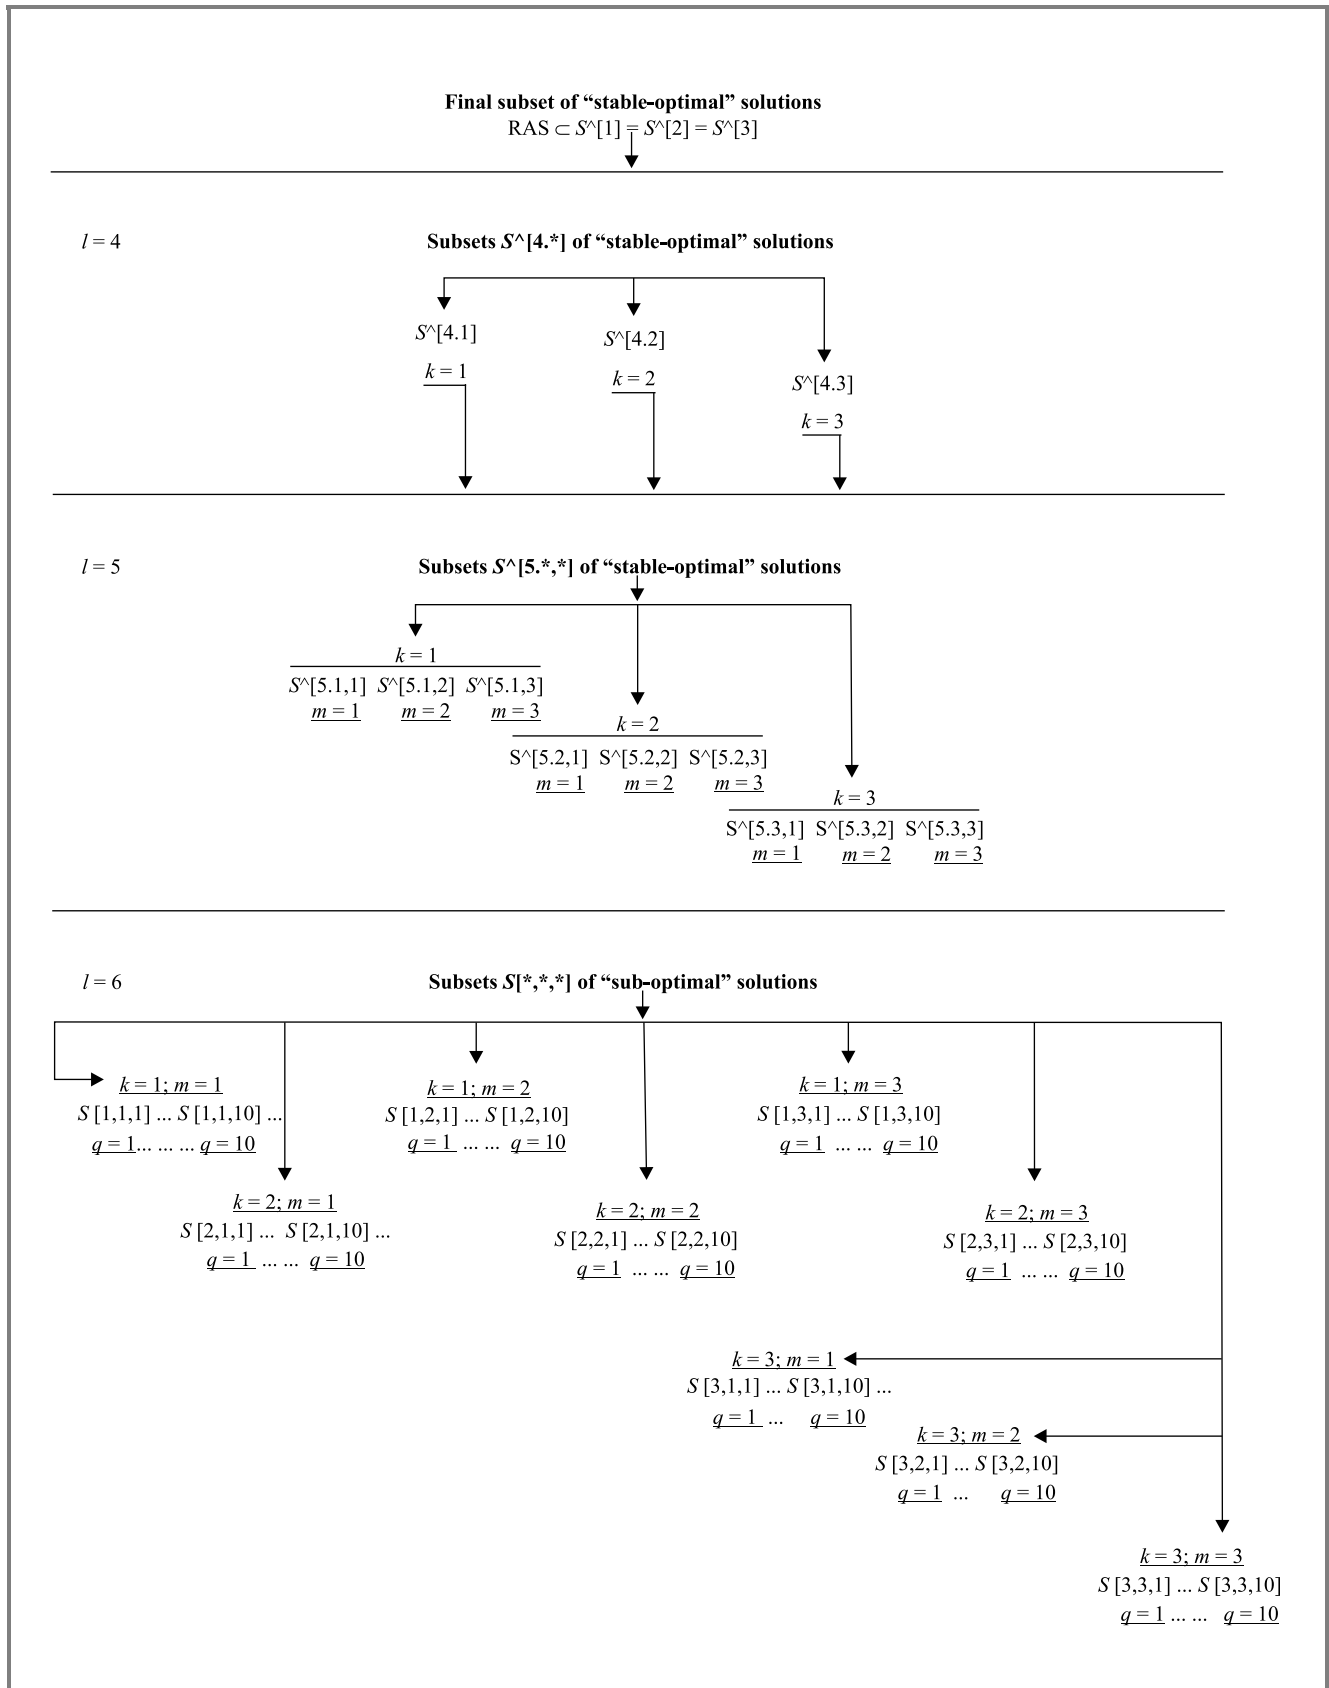 Final subset of “stable-optimal” solutions
RAS ⊂ S^[1] = S^[2] = S^[3]
l = 4
Subsets S^[4.*] of “stable-optimal” solutions
S^[4.1]
k = 1
S^[4.2]
k = 2
S^[4.3]
k = 3
l = 5
Subsets S^[5.*,*] of “stable-optimal” solutions
k = 1
S^[5.1,1] S^[5.1,2] S^[5.1,3]
m = 1 m = 2 m = 3
k = 2
S^[5.2,1] S^[5.2,2] S^[5.2,3]
m = 1 m = 2 m = 3
k = 3
S^[5.3,1] S^[5.3,2] S^[5.3,3]
m = 1 m = 2 m = 3
l = 6
Subsets S[*,*,*] of “sub-optimal” solutions
k = 1; m = 1
S [1,1,1] ... S [1,1,10] ...
q = 1... ... ... q = 10
k = 1; m = 2
S [1,2,1] ... S [1,2,10]
q = 1 ... ... q = 10
k = 1; m = 3
S [1,3,1] ... S [1,3,10]
q = 1 ... ... q = 10
k = 2; m = 1
S [2,1,1] ... S [2,1,10] ...
q = 1 ... ... q = 10
k = 2; m = 2
S [2,2,1] ... S [2,2,10]
q = 1 ... ... q = 10
k = 2; m = 3
S [2,3,1] ... S [2,3,10]
q = 1 ... ... q = 10
k = 3; m = 1
S [3,1,1] ... S [3,1,10] ...
q = 1 ... q = 10
k = 3; m = 2
S [3,2,1] ... S [3,2,10]
q = 1 ... q = 10
k = 3; m = 3
S [3,3,1] ... S [3,3,10]
q = 1 ... ... q = 10